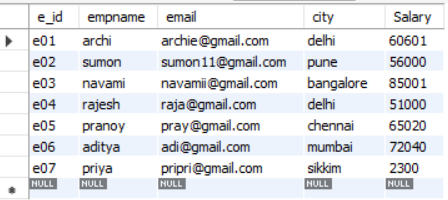 e_id empname email city Salary
e01 archi archie@gmail.com delhi 60601
e02 sumon sumon11@gmail.com pune 56000
e03 navami navamii@gmail.com bangalore 85001
e04 rajesh raja@gmail.com delhi 51000
e05 pranoy pray@gmail.com chennai 65020
e06 aditya adi@gmail.com mumbai 72040
e07 priya pripri@gmail.com sikkim 2300
NULL NULL NULL NULL NULL